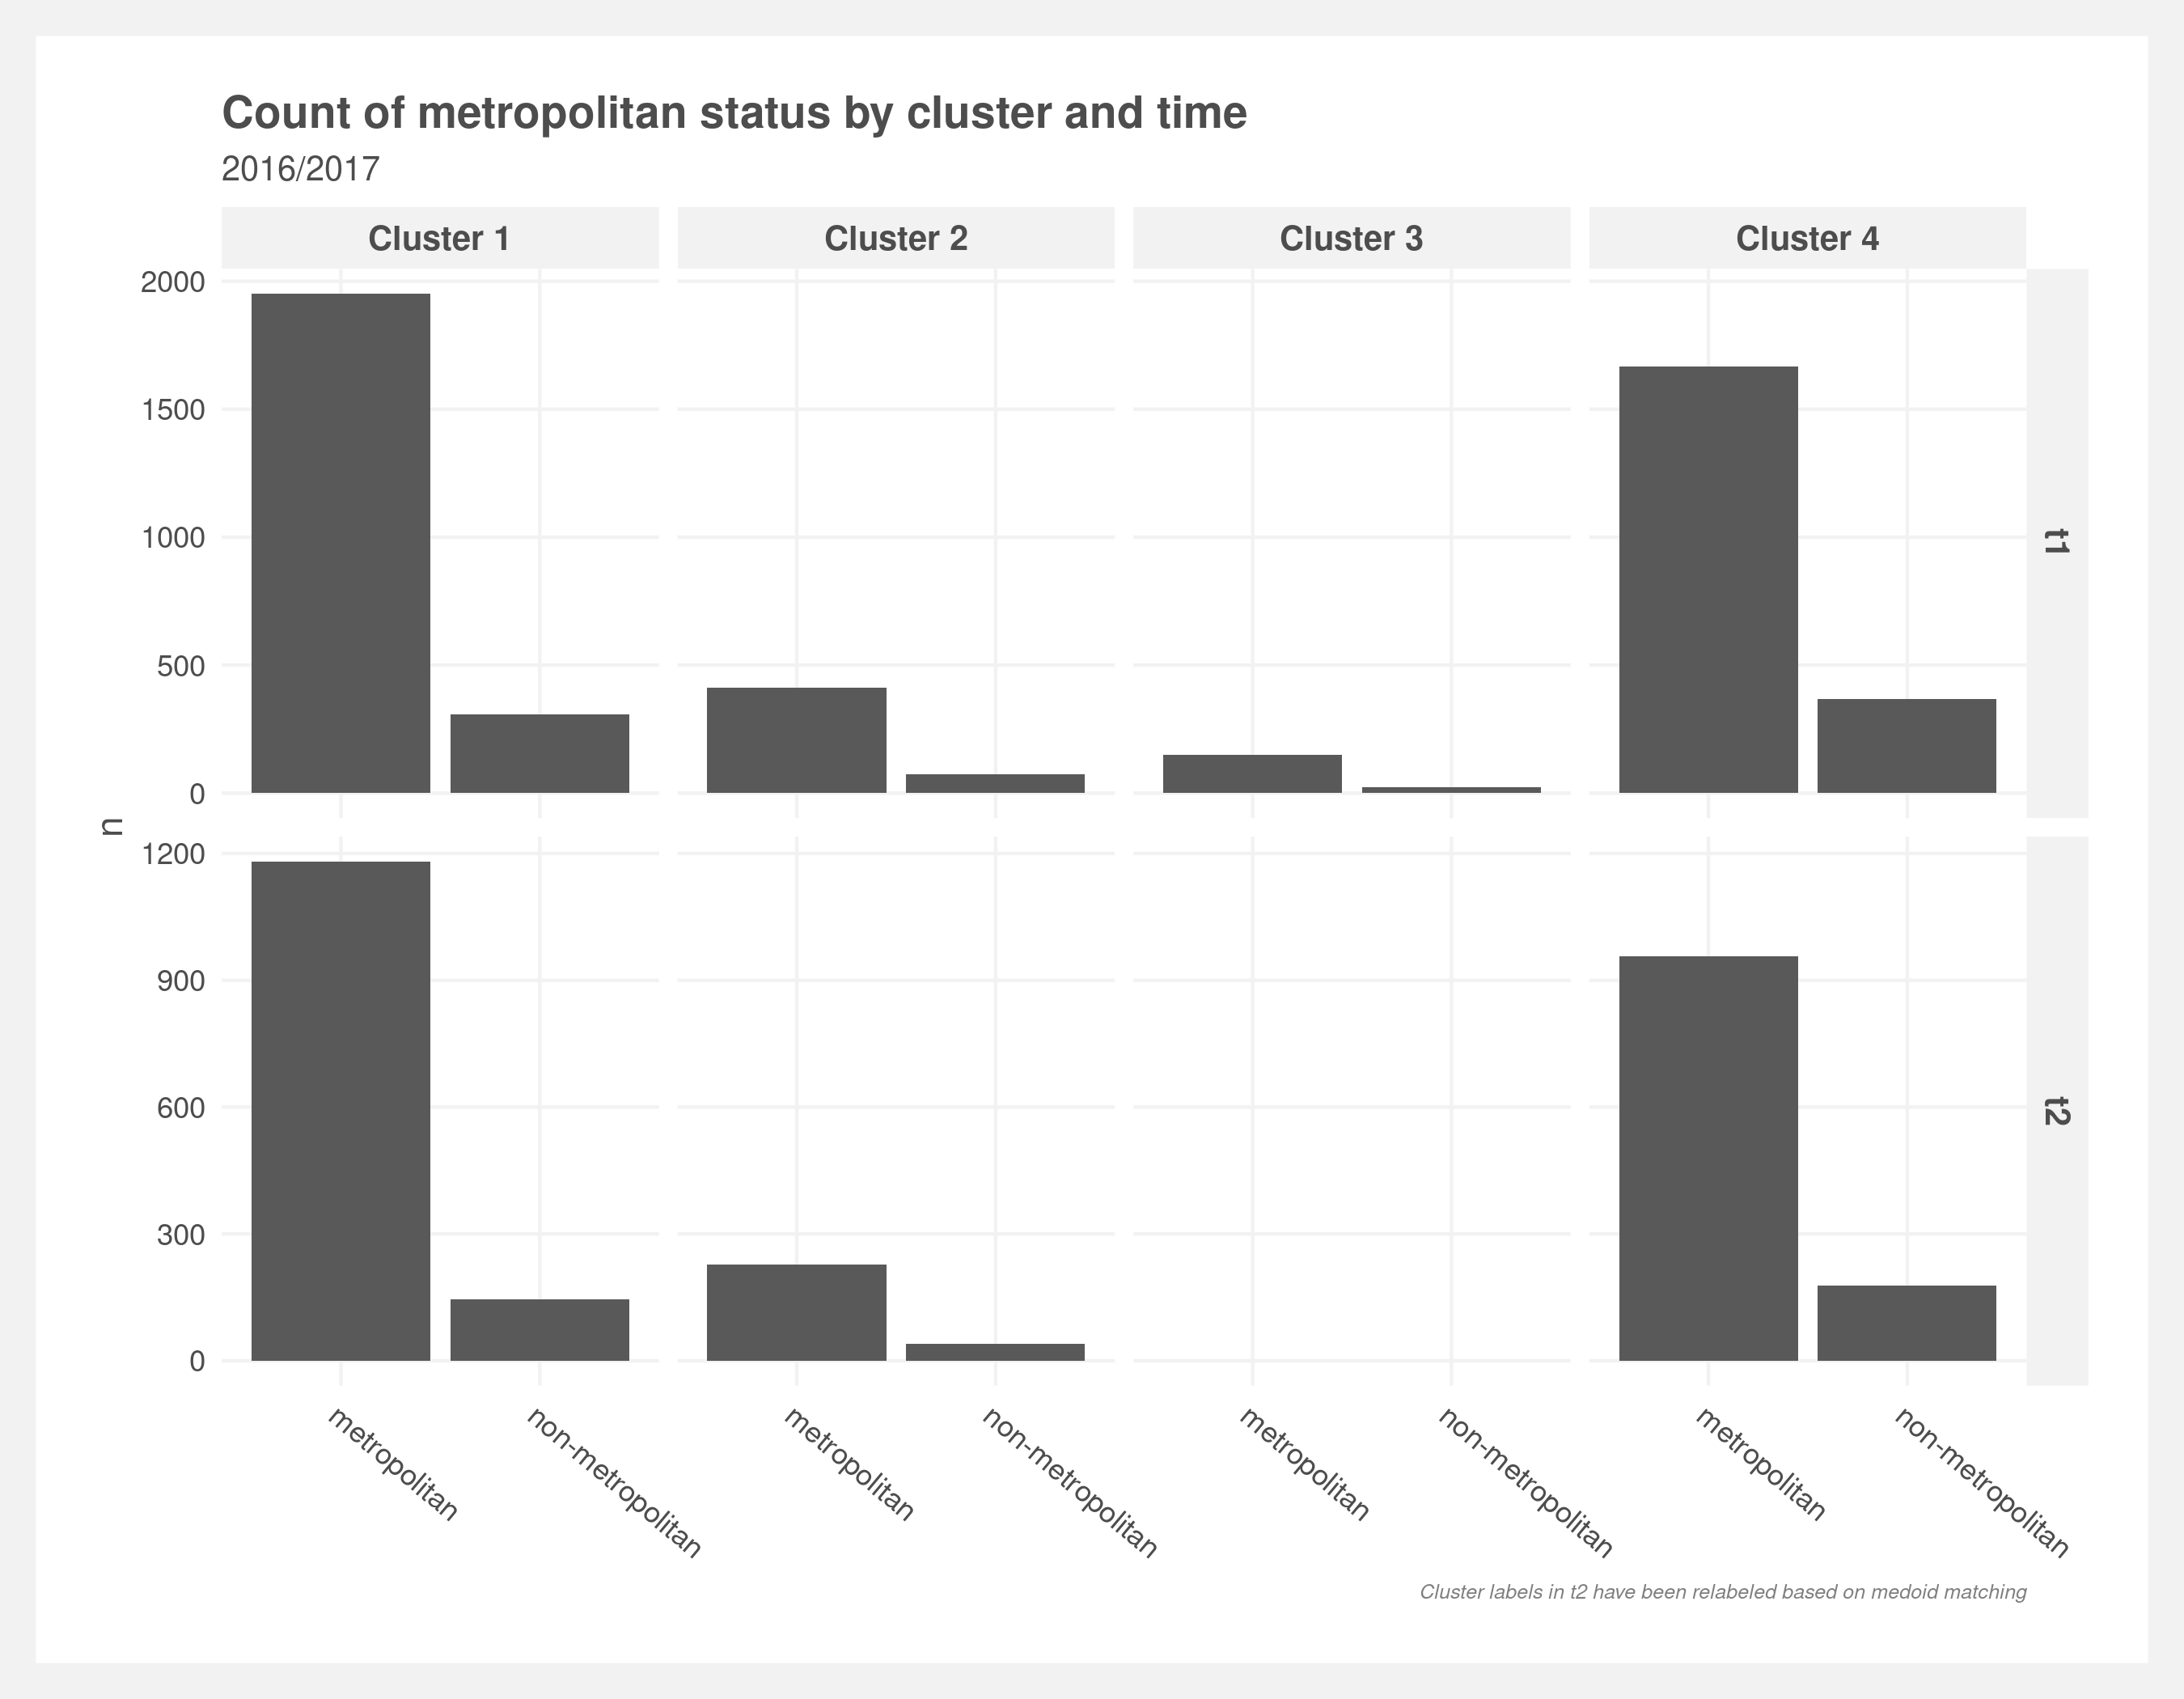 Count of metropolitan status by cluster and time
2016/2017
Cluster 1 Cluster 2 Cluster 3 Cluster 4
2000
1500
1000
500
0
t1
n
1200
900
600
300
0
t2
metropolitan non-metropolitan metropolitan non-metropolitan metropolitan non-metropolitan metropolitan non-metropolitan
Cluster labels in t2 have been relabeled based on medoid matching